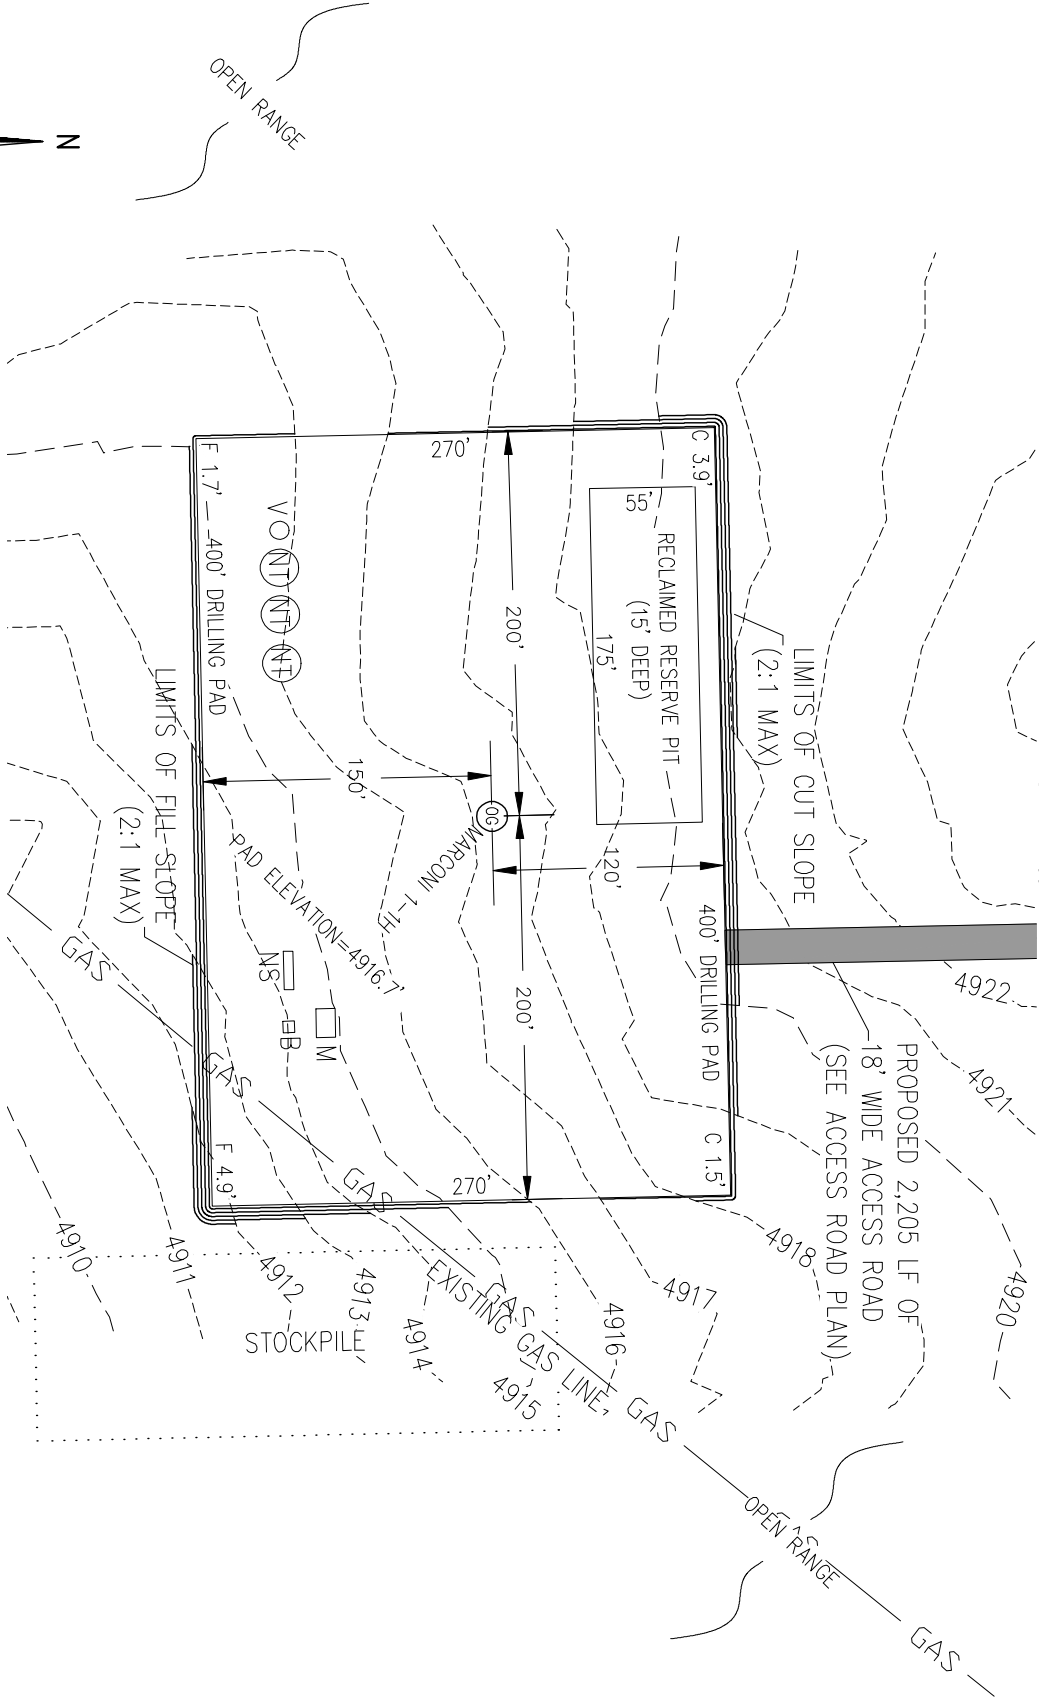 OPEN RANGE
N
C 3.9'
270'
F 1.7'
55'
RECLAIMED RESERVE PIT
(15' DEEP)
175'
200'
V
NT
NT
NT
400' DRILLING PAD
LIMITS OF CUT SLOPE
(2:1 MAX)
LIMITS OF FILL SLOPE
(2:1 MAX)
150'
OG
MARCONI 1-H
120'
PAD ELEVATION=4916.7'
400' DRILLING PAD
200'
NS
B
M
C 1.5'
270'
F 4.9'
PROPOSED 2,205 LF OF
18' WIDE ACCESS ROAD
(SEE ACCESS ROAD PLAN)
4922
4921
4920
4918
4917
4916
4915
4914
4913
4912
4911
4910
GAS
GAS
GAS
GAS
EXISTING GAS LINE
STOCKPILE
GAS
GAS
OPEN RANGE
GAS